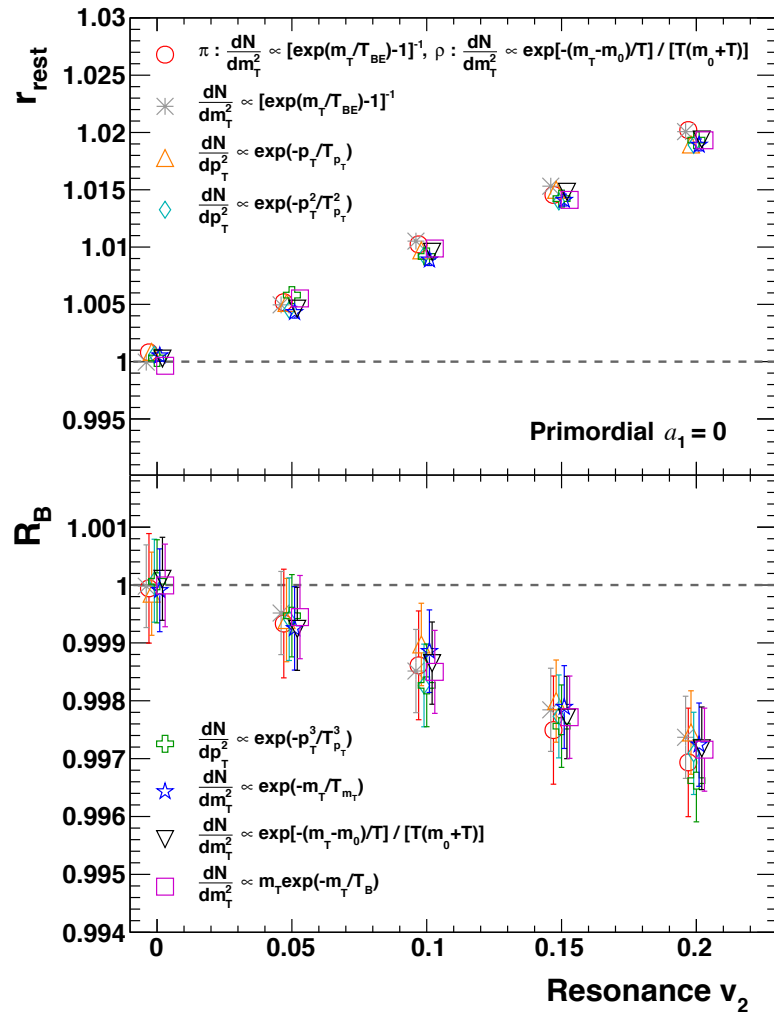 r_rest
1.03
1.025
1.02
1.015
1.01
1.005
1
0.995
π : dN/dm_T^2 ∝ [exp(m_T/T_BE)-1]^-1, ρ : dN/dm_T^2 ∝ exp[-(m_T-m_0)/T] / [T(m_0+T)]
dN/dm_T^2 ∝ [exp(m_T/T_BE)-1]^-1
dN/dp_T^2 ∝ exp(-p_T/T_p_T)
dN/dp_T^2 ∝ exp(-p_T^2/T_p_T^2)
Primordial a_1 = 0
R_B
1.001
1
0.999
0.998
0.997
0.996
0.995
0.994
dN/dp_T^2 ∝ exp(-p_T^3/T_p_T^3)
dN/dm_T^2 ∝ exp(-m_T/T_m_T)
dN/dm_T^2 ∝ exp[-(m_T-m_0)/T] / [T(m_0+T)]
dN/dm_T^2 ∝ m_T exp(-m_T/T_B)
0 0.05 0.1 0.15 0.2
Resonance v_2